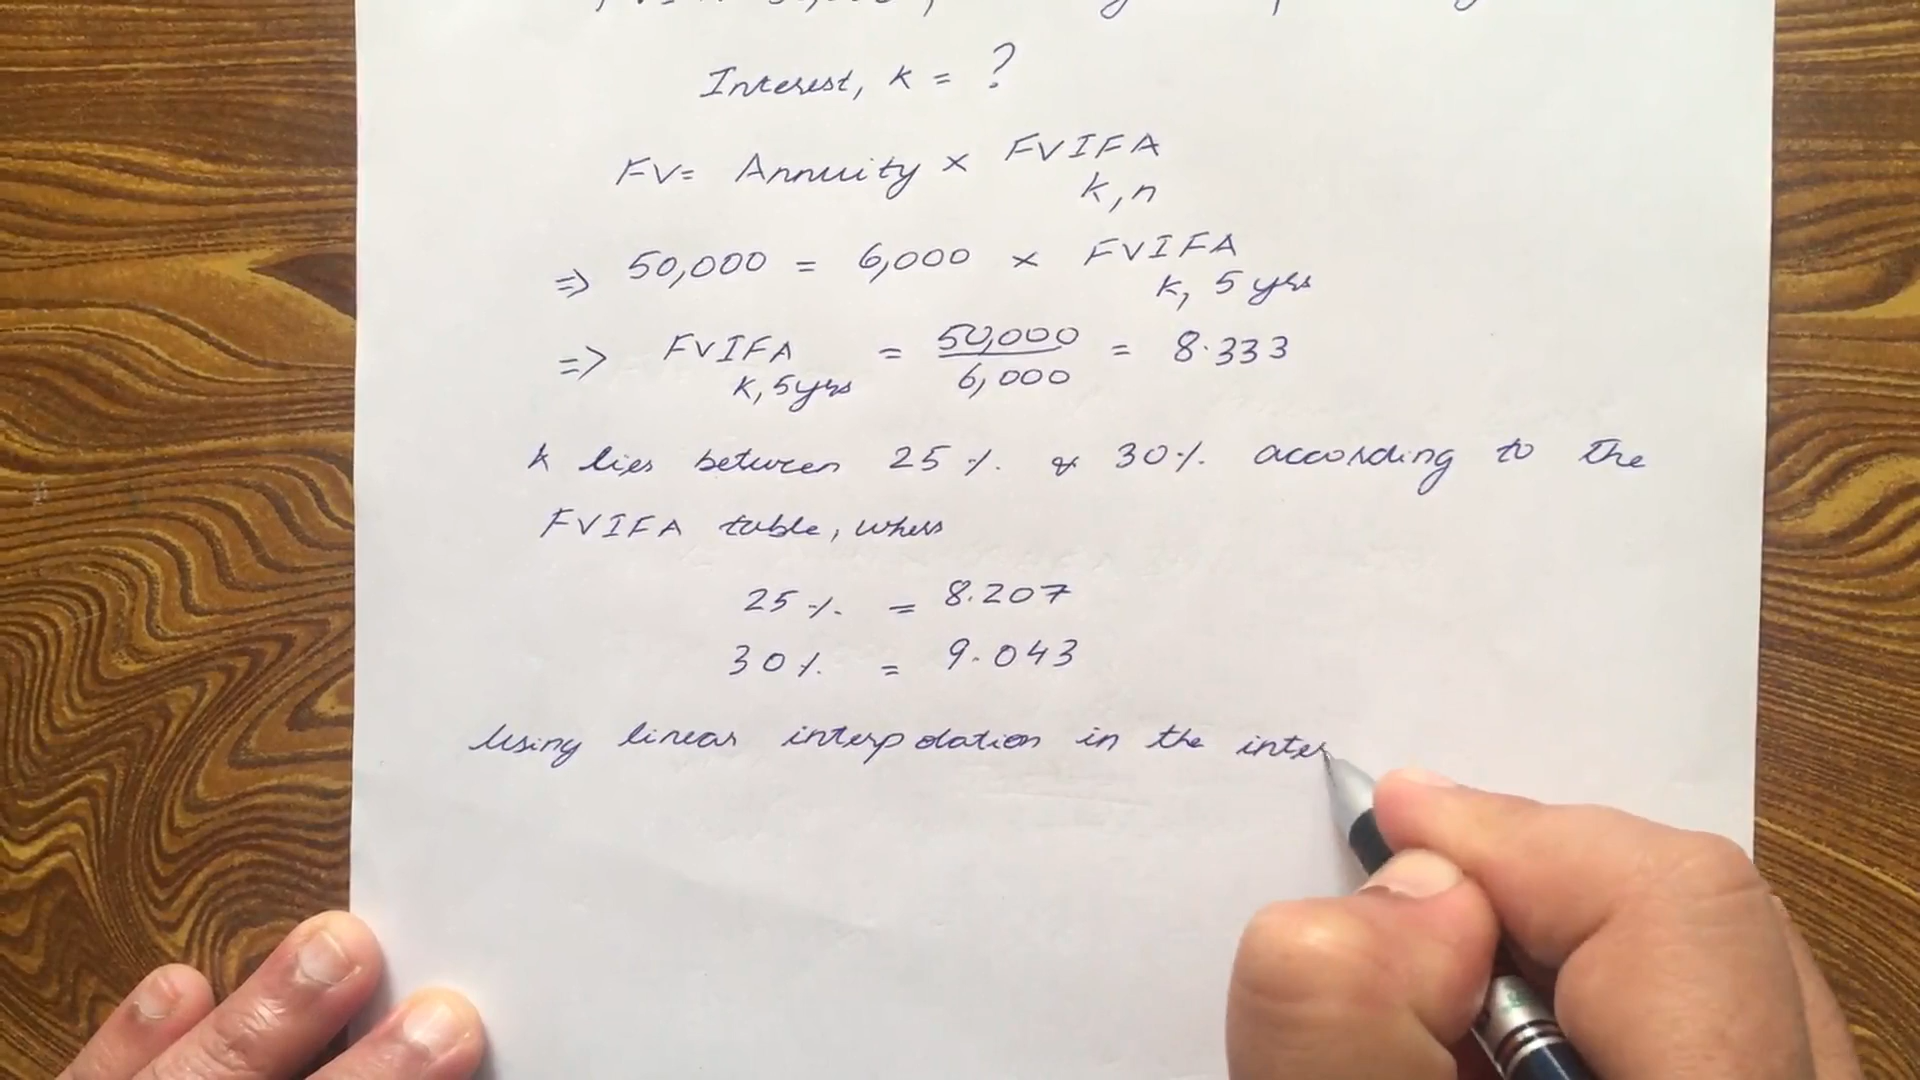 Interest, k = ?
FV = Annuity × FVIFA k,n
=> 50,000 = 6,000 × FVIFA k, 5 yrs
=> FVIFA k, 5 yrs = 50,000 / 6,000 = 8.333
k lies between 25 %. & 30 %. according to the
FVIFA table, where
25 %. = 8.207
30 %. = 9.043
Using linear interpolation in the inter